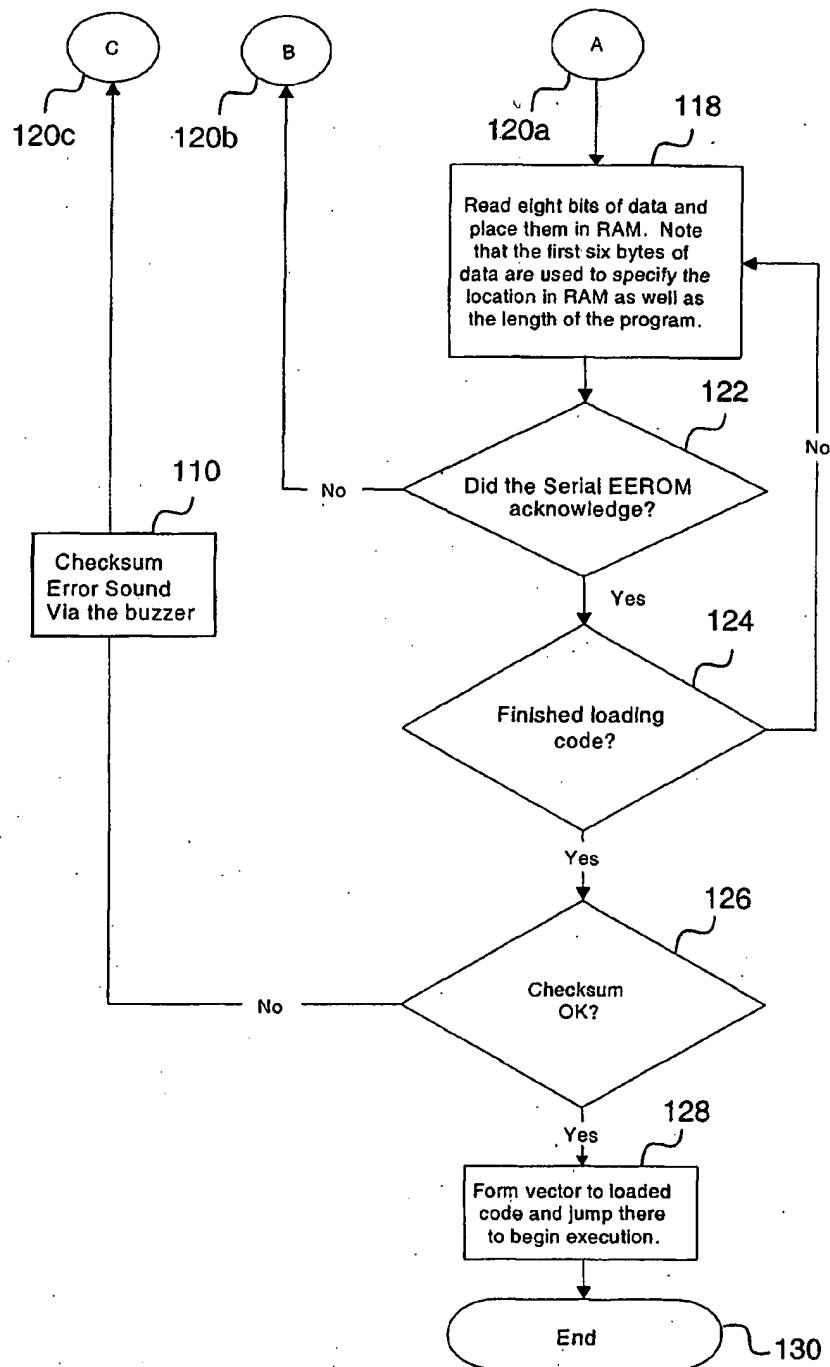 C
B
A
120c
120b
120a
118
Read eight bits of data and
place them in RAM. Note
that the first six bytes of
data are used to specify the
location in RAM as well as
the length of the program.
122
No
Did the Serial EEROM
acknowledge?
No
110
Checksum
Error Sound
Via the buzzer
Yes
124
Finished loading
code?
Yes
126
Checksum
OK?
No
Yes
128
Form vector to loaded
code and jump there
to begin execution.
End
130